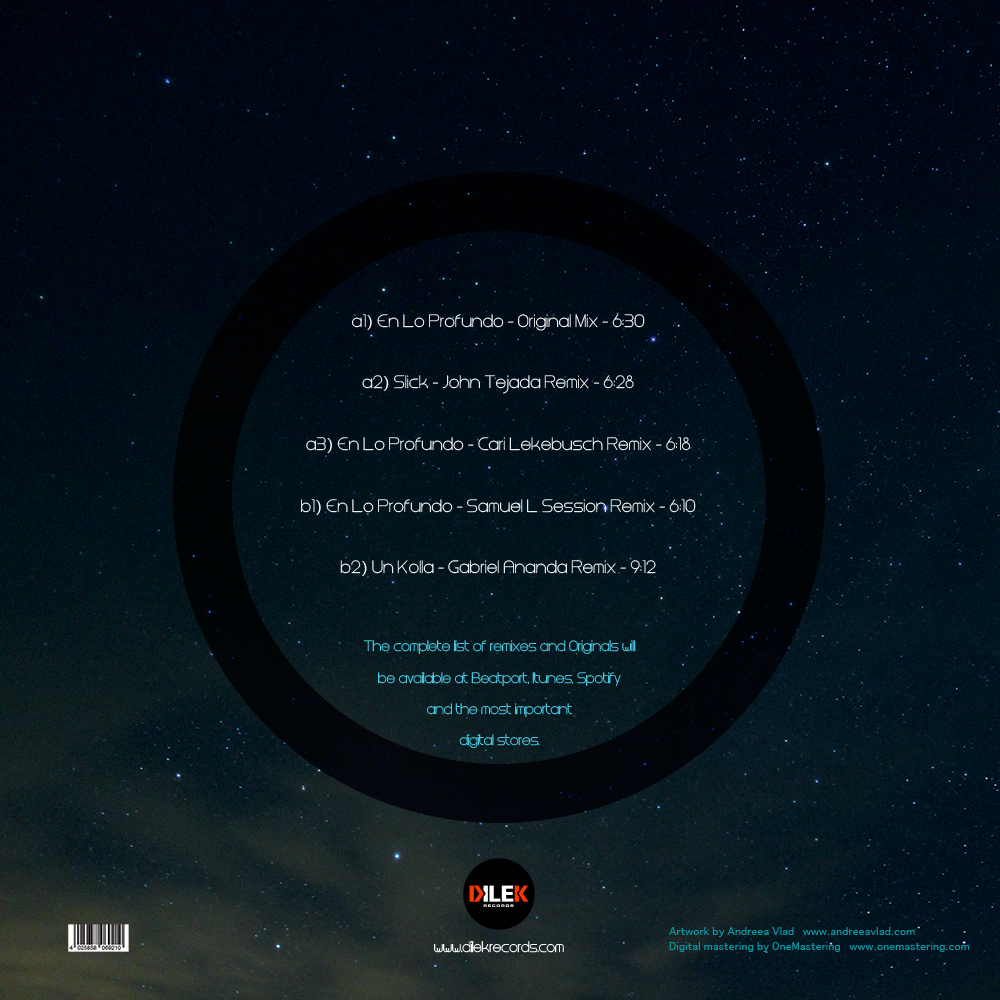 a1) En Lo Profundo - Original Mix - 6:30
a2) Slick - John Tejada Remix - 6:28
a3) En Lo Profundo - Cari Lekebusch Remix - 6:18
b1) En Lo Profundo - Samuel L Session Remix - 6:10
b2) Un Kolla - Gabriel Ananda Remix - 9:12
The complete list of remixes and Originals will
be available at Beatport, Itunes, Spotify
and the most important
digital stores.
DILEK
RECORDS
www.dilekrecords.com
4 025858 069210
Artwork by Andreea Vlad www.andreeavlad.com
Digital mastering by OneMastering www.onemastering.com